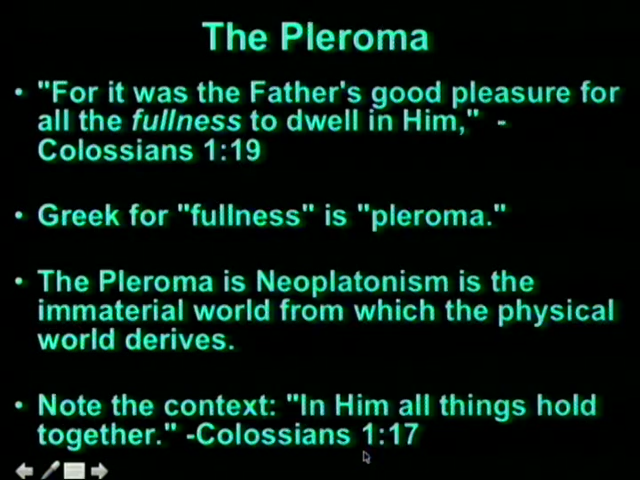 The Pleroma
• "For it was the Father's good pleasure for
all the fullness to dwell in Him," -
Colossians 1:19
• Greek for "fullness" is "pleroma."
• The Pleroma is Neoplatonism is the
immaterial world from which the physical
world derives.
• Note the context: "In Him all things hold
together." -Colossians 1:17